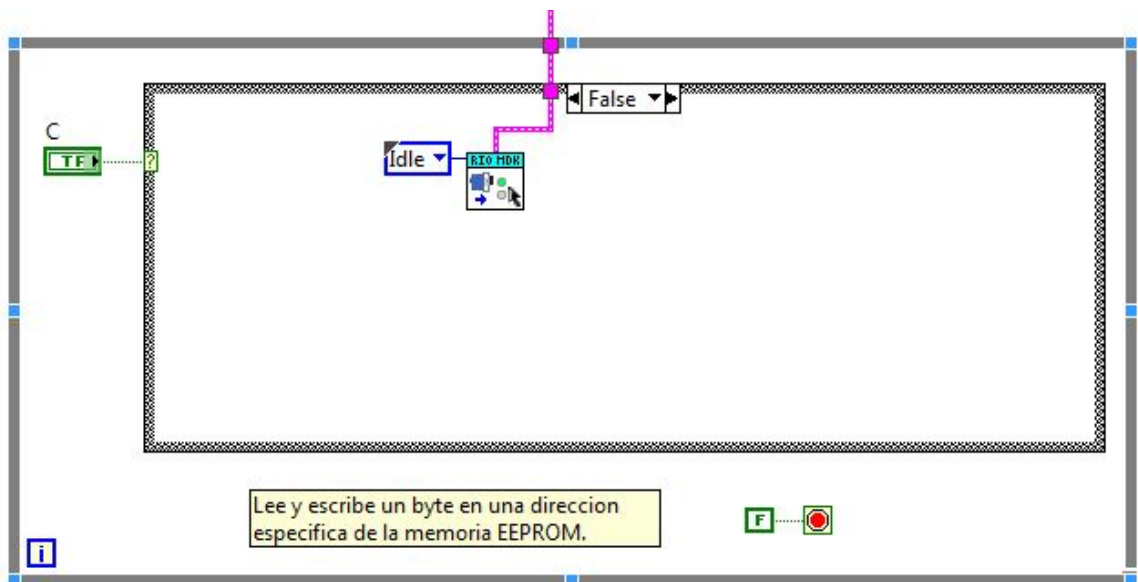 False
C
TF
?
Idle
RIO MDK
Lee y escribe un byte en una direccion
especifica de la memoria EEPROM.
F
i